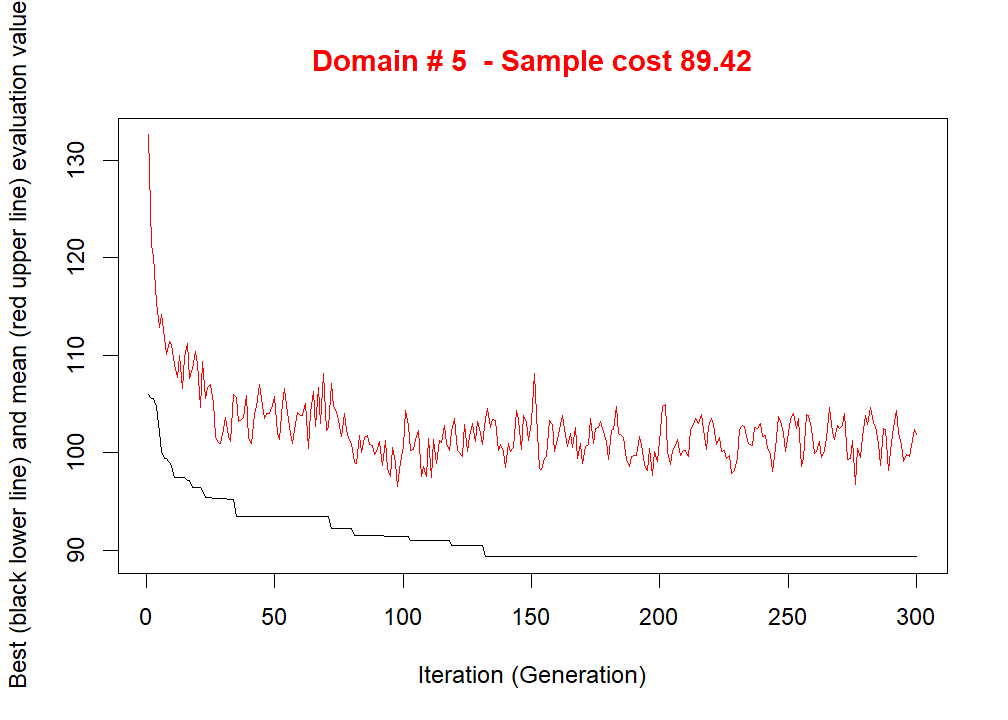 Domain # 5  - Sample cost 89.42
Best (black lower line) and mean (red upper line) evaluation value
130
120
110
100
90
0 50 100 150 200 250 300
Iteration (Generation)